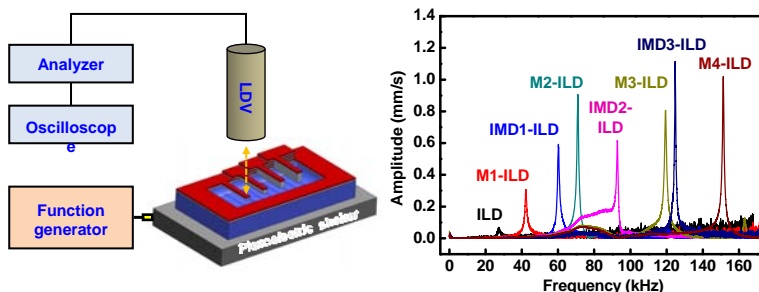 Analyzer
Oscilloscop
e
Function
generator
LDV
Amplitude (mm/s)
1.4
1.2
1.0
0.8
0.6
0.4
0.2
0.0
ILD
M1-ILD
IMD1-ILD
M2-ILD
IMD2-
ILD
M3-ILD
IMD3-ILD
M4-ILD
0 20 40 60 80 100 120 140 160
Frequency (kHz)